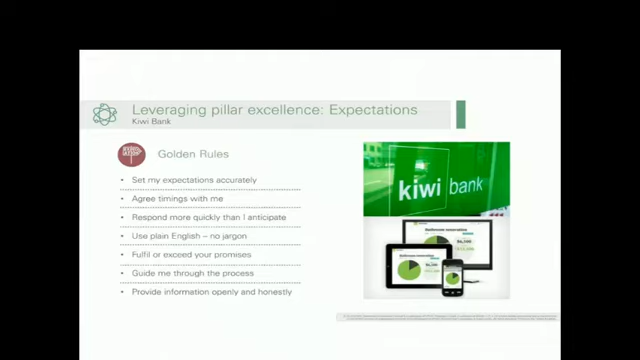 Leveraging pillar excellence: Expectations
Kiwi Bank
Golden Rules
• Set my expectations accurately
• Agree timings with me
• Respond more quickly than I anticipate
• Use plain English – no jargon
• Fulfil or exceed your promises
• Guide me through the process
• Provide information openly and honestly
kiwi bank
Bathroom renovation